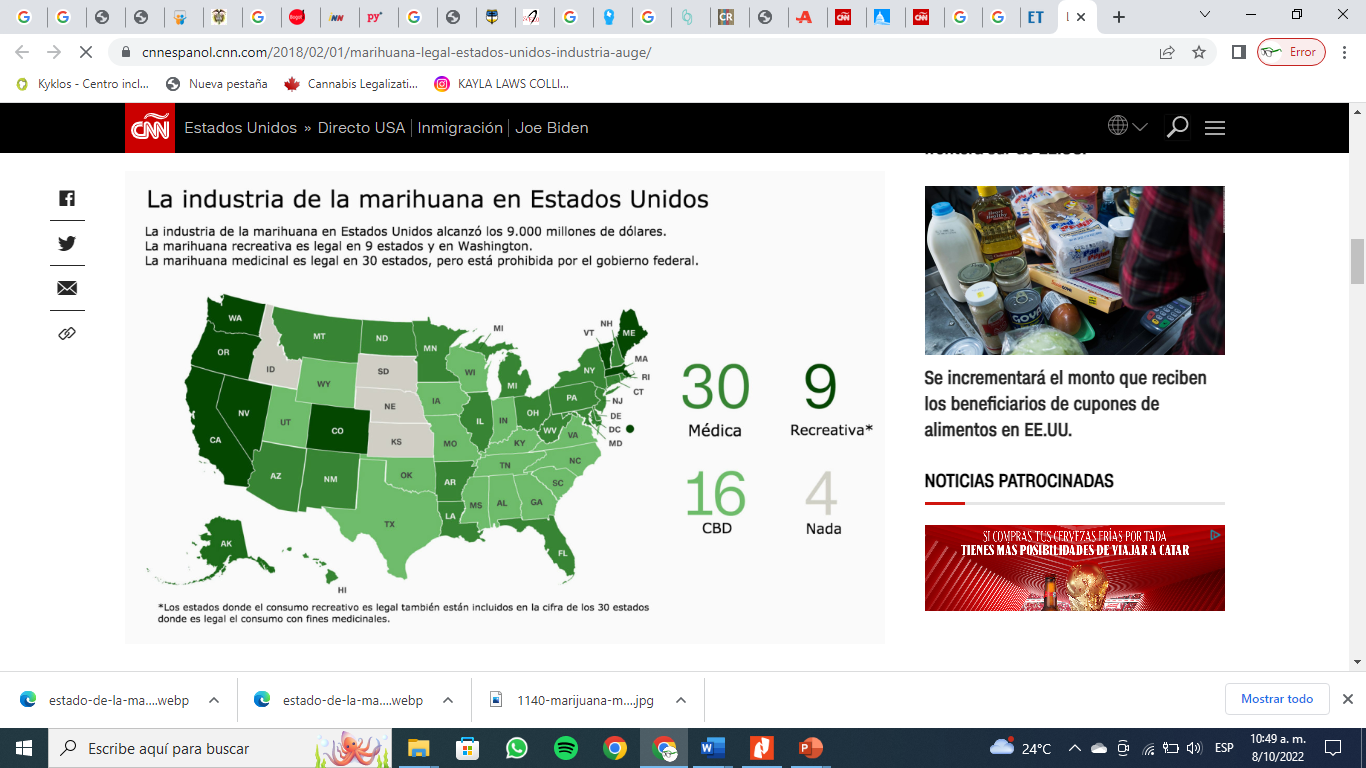 cnnespanol.cnn.com/2018/02/01/marihuana-legal-estados-unidos-industria-auge/
Error
Kyklos - Centro incl...
Nueva pestaña
Cannabis Legalizati...
KAYLA LAWS COLLI...
CNN
Estados Unidos » Directo USA | Inmigración | Joe Biden
La industria de la marihuana en Estados Unidos
La industria de la marihuana en Estados Unidos alcanzó los 9.000 millones de dólares.
La marihuana recreativa es legal en 9 estados y en Washington.
La marihuana medicinal es legal en 30 estados, pero está prohibida por el gobierno federal.
WA
OR
CA
NV
ID
MT
WY
UT
CO
AZ
NM
ND
SD
NE
KS
OK
TX
MN
IA
MO
AR
LA
WI
IL
MI
MI
IN
OH
KY
TN
MS
AL
GA
FL
SC
NC
VA
WV
PA
NY
VT
NH
ME
MA
RI
CT
NJ
DE
DC
MD
AK
HI
30
Médica
9
Recreativa*
16
CBD
4
Nada
*Los estados donde el consumo recreativo es legal también están incluidos en la cifra de los 30 estados
donde es legal el consumo con fines medicinales.
GOYA
Se incrementará el monto que reciben
los beneficiarios de cupones de
alimentos en EE.UU.
NOTICIAS PATROCINADAS
SI COMPRAS TUS CERVEZAS FRÍAS POR TADA
TIENES MÁS POSIBILIDADES DE VIAJAR A CATAR
estado-de-la-ma....webp
estado-de-la-ma....webp
1140-marijuana-m....jpg
Mostrar todo
Escribe aquí para buscar
24°C
ESP
10:49 a. m.
8/10/2022